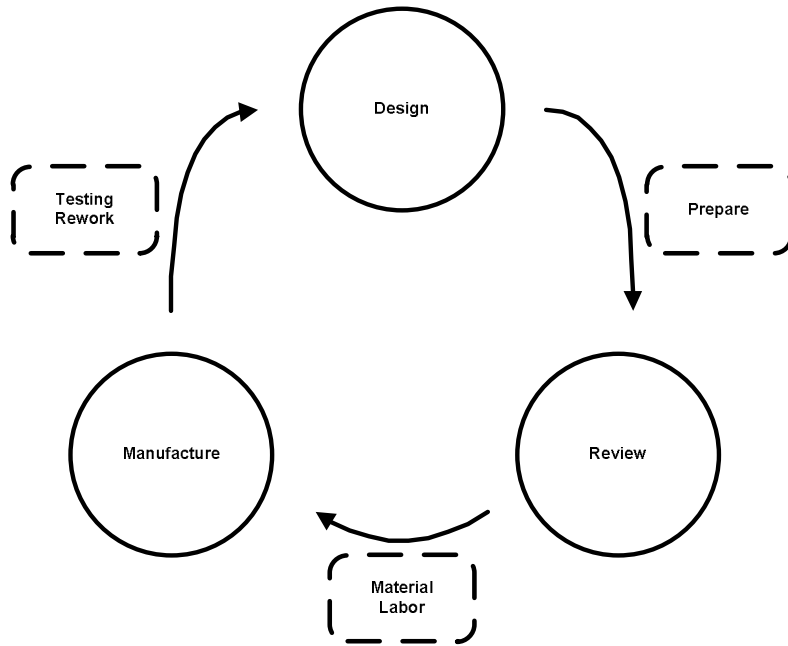 Design
Testing
Rework
Prepare
Manufacture
Review
Material
Labor